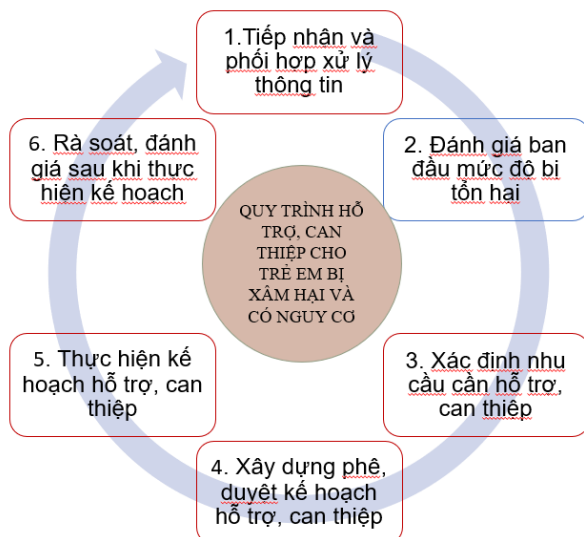 1.Tiếp nhận và
phối hợp xử lý
thông tin
2. Đánh giá ban
đầu mức độ bị
tổn hại
3. Xác định nhu
cầu cần hỗ trợ,
can thiệp
4. Xây dựng phê,
duyệt kế hoạch
hỗ trợ, can thiệp
5. Thực hiện kế
hoạch hỗ trợ, can
thiệp
6. Rà soát, đánh
giá sau khi thực
hiện kế hoạch
QUY TRÌNH HỖ
TRỢ, CAN
THIỆP CHO
TRẺ EM BỊ
XÂM HẠI VÀ
CÓ NGUY CƠ